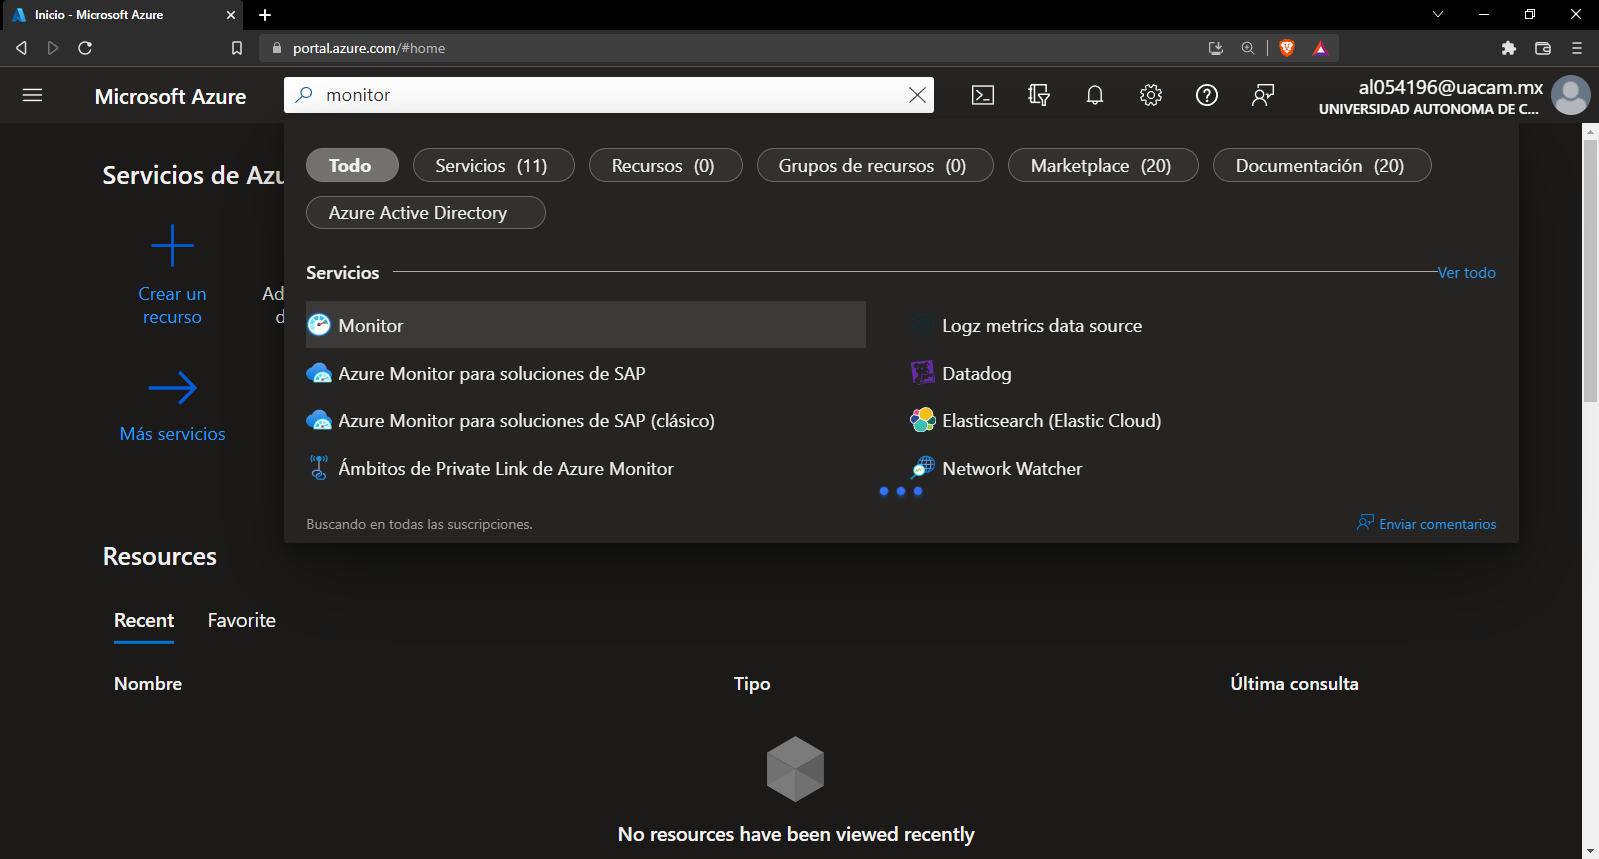 Inicio - Microsoft Azure
portal.azure.com/#home
Microsoft Azure
monitor
al054196@uacam.mx
UNIVERSIDAD AUTONOMA DE C...
Servicios de Azu
Todo
Servicios (11)
Recursos (0)
Grupos de recursos (0)
Marketplace (20)
Documentación (20)
Azure Active Directory
Crear un
recurso
Ad
d
Más servicios
Servicios
Ver todo
Monitor
Logz metrics data source
Azure Monitor para soluciones de SAP
Datadog
Azure Monitor para soluciones de SAP (clásico)
Elasticsearch (Elastic Cloud)
Ámbitos de Private Link de Azure Monitor
Network Watcher
Buscando en todas las suscripciones.
Enviar comentarios
Resources
Recent
Favorite
Nombre
Tipo
Última consulta
No resources have been viewed recently